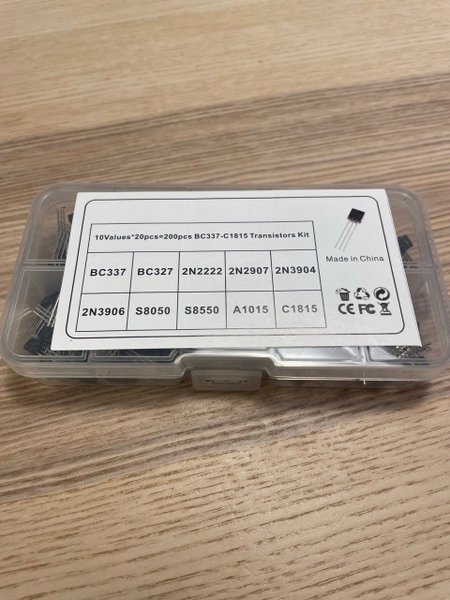 10Values*20pcs=200pcs BC337-C1815 Transistors Kit
BC337 BC327 2N2222 2N2907 2N3904
2N3906 S8050 S8550 A1015 C1815
Made in China
CE FC